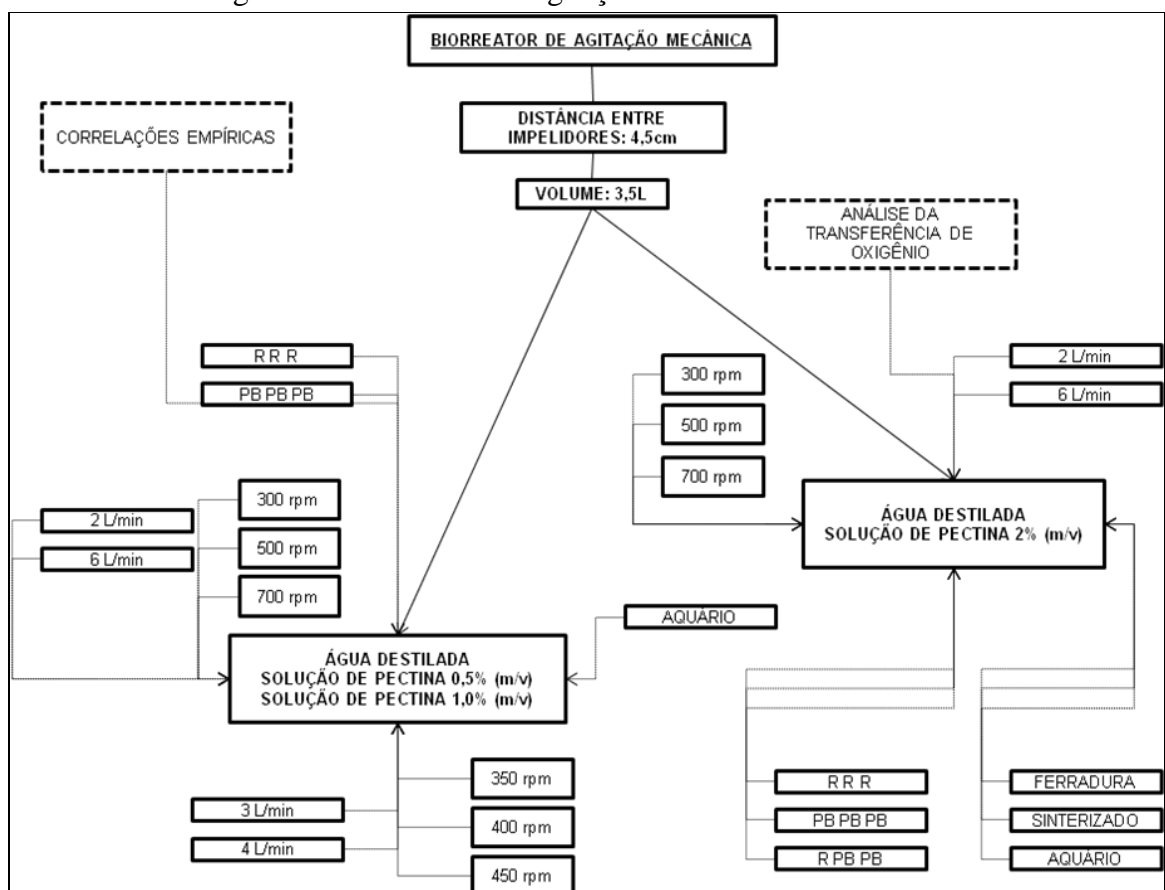 BIORREATOR DE AGITAÇÃO MECÂNICA
DISTÂNCIA ENTRE
IMPELIDORES: 4,5cm
VOLUME: 3,5L
CORRELAÇÕES EMPÍRICAS
ANÁLISE DA
TRANSFERÊNCIA DE
OXIGÊNIO
R R R
PB PB PB
300 rpm
500 rpm
700 rpm
2 L/min
6 L/min
2 L/min
6 L/min
300 rpm
500 rpm
700 rpm
ÁGUA DESTILADA
SOLUÇÃO DE PECTINA 2% (m/v)
AQUÁRIO
ÁGUA DESTILADA
SOLUÇÃO DE PECTINA 0,5% (m/v)
SOLUÇÃO DE PECTINA 1,0% (m/v)
3 L/min
4 L/min
350 rpm
400 rpm
450 rpm
R R R
PB PB PB
R PB PB
FERRADURA
SINTERIZADO
AQUÁRIO